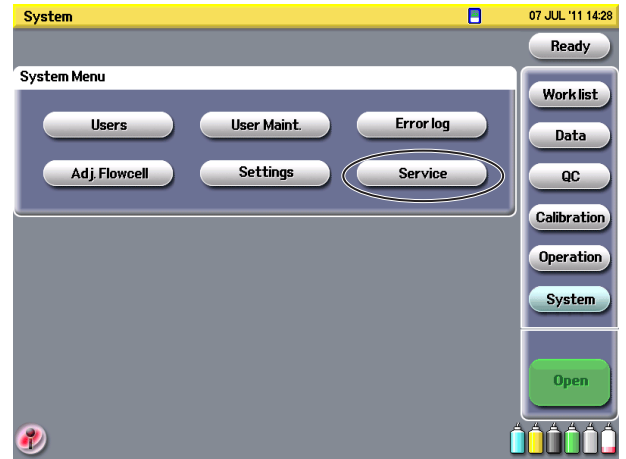 System 07 JUL '11 14:28
Ready
System Menu
Users User Maint. Error log
Adj. Flowcell Settings Service
Worklist
Data
QC
Calibration
Operation
System
Open